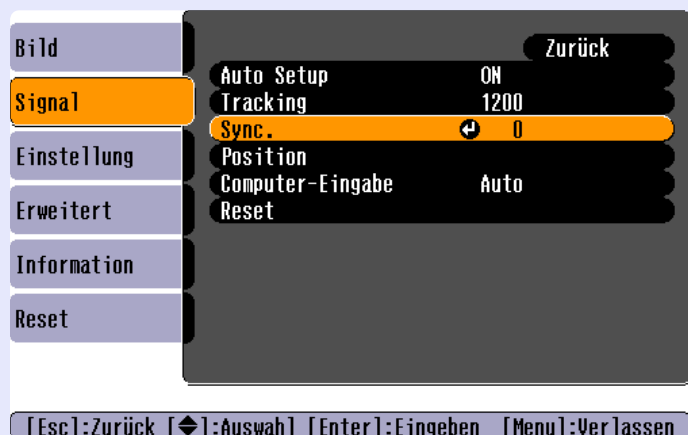 Bild
Signal
Einstellung
Erweitert
Information
Reset
Zurück
Auto Setup ON
Tracking 1200
Sync. 0
Position
Computer-Eingabe Auto
Reset
[Esc]:Zurück [◆]:Auswahl [Enter]:Eingeben [Menu]:Verlassen